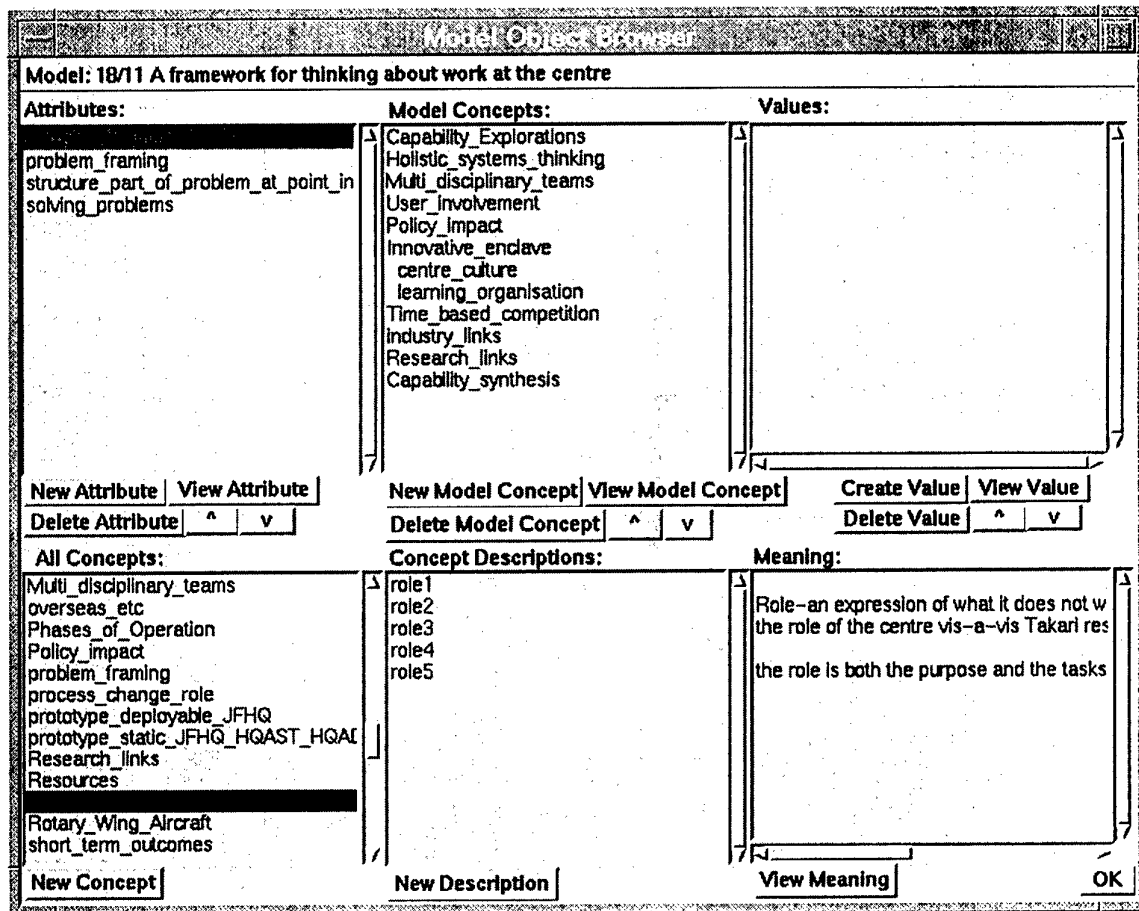 Model Object Browser
Model: 18/11 A framework for thinking about work at the centre
Attributes:
problem_framing
structure_part_of_problem_at_point_in
solving_problems
New Attribute
View Attribute
Delete Attribute
^
v
Model Concepts:
Capability_Explorations
Holistic_systems_thinking
Multi_disciplinary_teams
User_involvement
Policy_impact
Innovative_enclave
centre_culture
learning_organisation
Time_based_competition
Industry_links
Research_links
Capability_synthesis
New Model Concept
View Model Concept
Delete Model Concept
^
v
Values:
Create Value
View Value
Delete Value
^
v
All Concepts:
Multi_disciplinary_teams
overseas_etc
Phases_of_Operation
Policy_impact
problem_framing
process_change_role
prototype_deployable_JFHQ
prototype_static_JFHQ_HQAST_HQAD
Research_links
Resources
Rotary_Wing_Aircraft
short_term_outcomes
New Concept
Concept Descriptions:
role1
role2
role3
role4
role5
New Description
Meaning:
Role-an expression of what it does not w
the role of the centre vis-a-vis Takari res
the role is both the purpose and the tasks
View Meaning
OK